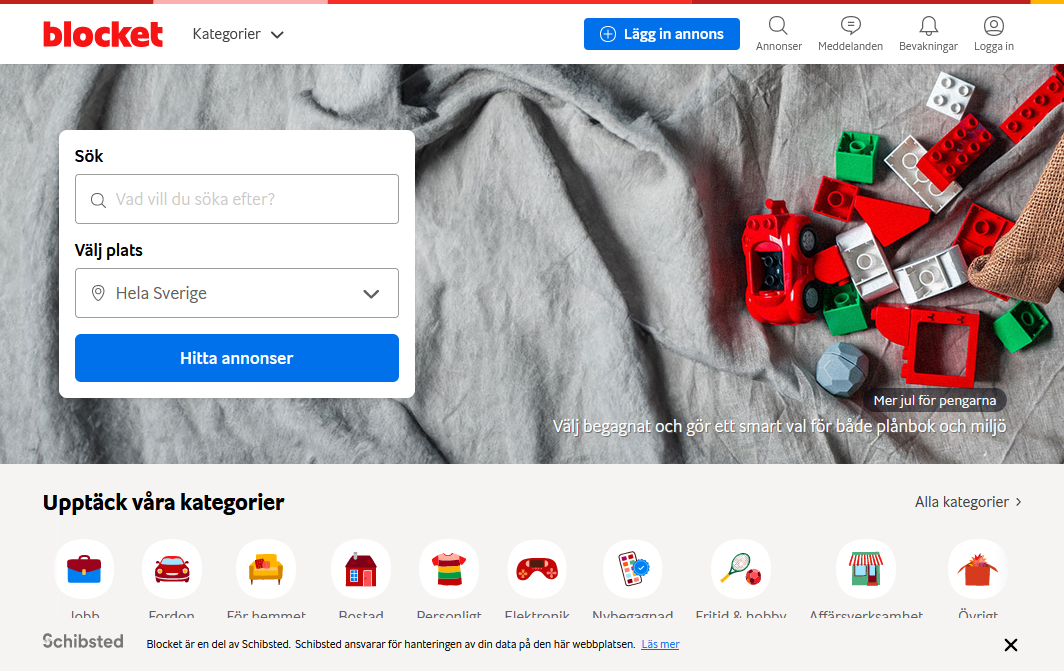 blocket
Kategorier
Lägg in annons
Annonser
Meddelanden
Bevakningar
Logga in
Sök
Vad vill du söka efter?
Välj plats
Hela Sverige
Hitta annonser
Mer jul för pengarna
Välj begagnat och gör ett smart val för både plånbok och miljö
Upptäck våra kategorier
Alla kategorier
Jobb
Fordon
För hemmet
Bostad
Personligt
Elektronik
Nybegagnad
Fritid & hobby
Affärsverksamhet
Övrigt
Schibsted
Blocket är en del av Schibsted. Schibsted ansvarar för hanteringen av din data på den här webbplatsen. Läs mer